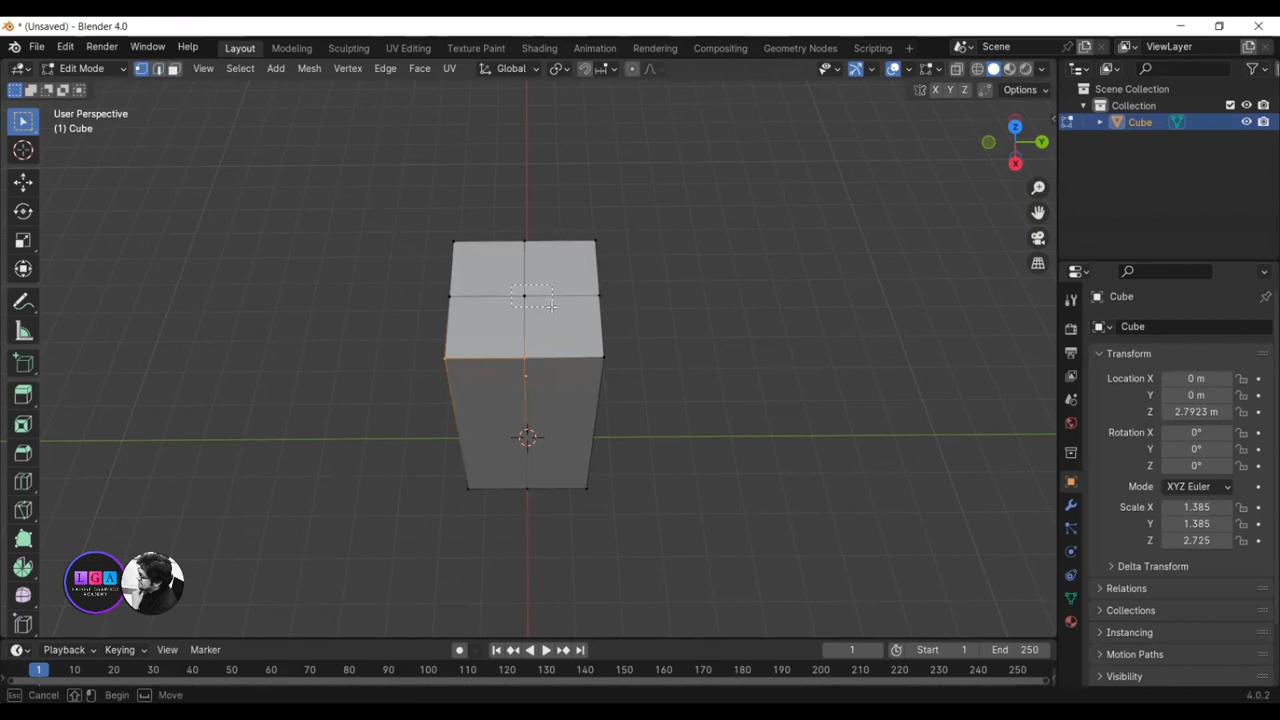 * (Unsaved) - Blender 4.0
File Edit Render Window Help
Layout Modeling Sculpting UV Editing Texture Paint Shading Animation Rendering Compositing Geometry Nodes Scripting +
Scene
ViewLayer
Edit Mode
View Select Add Mesh Vertex Edge Face UV
Global
X Y Z
Options
User Perspective
(1) Cube
Z
Y
X
Scene Collection
Collection
Cube
Cube
Cube
Transform
Location X 0 m
Y 0 m
Z 2.7923 m
Rotation X 0°
Y 0°
Z 0°
Mode XYZ Euler
Scale X 1.385
Y 1.385
Z 2.725
Delta Transform
Relations
Collections
Instancing
Motion Paths
Visibility
LGA
Playback Keying View Marker
1 Start 1 End 250
1 10 20 30 40 50 60 70 80 90 100 110 120 130 140 150 160 170 180 190 200 210 220 230 240 250
Esc Cancel Begin Move
4.0.2